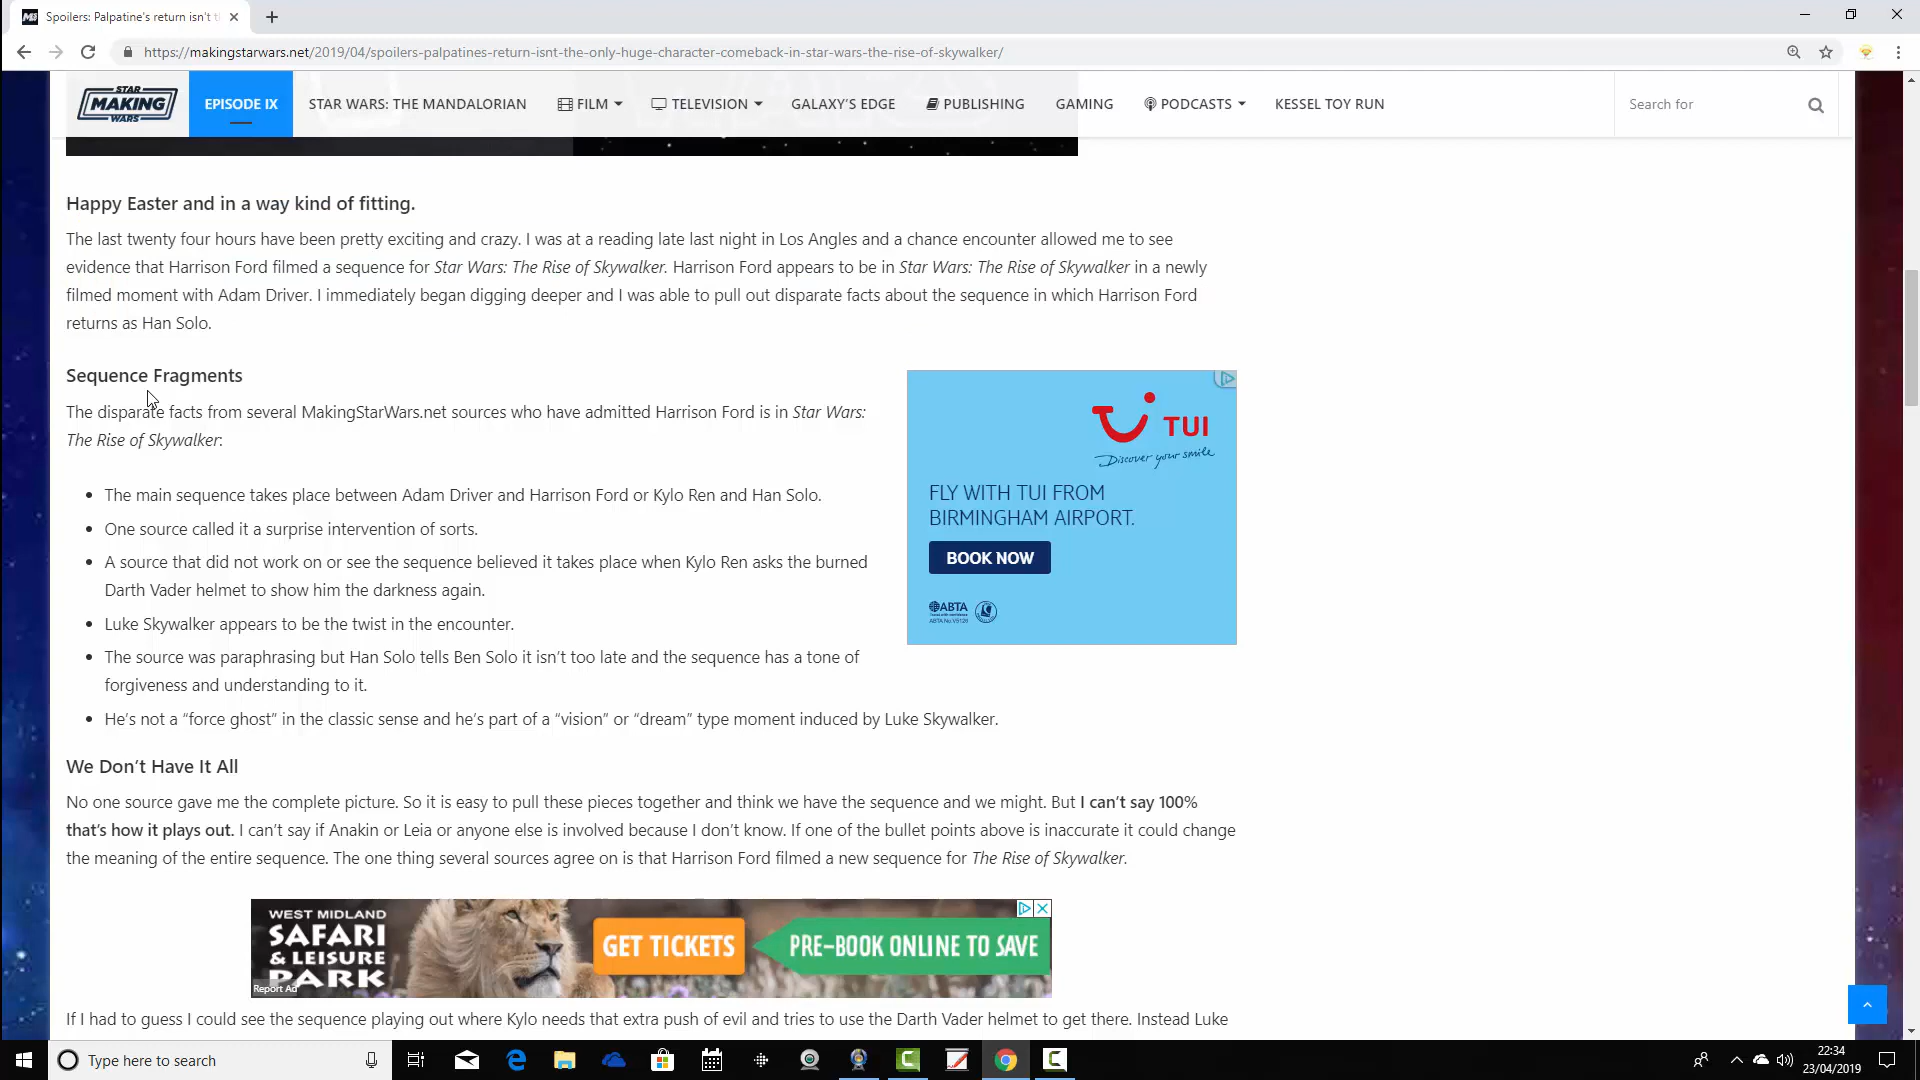 Spoilers: Palpatine's return isn't t
https://makingstarwars.net/2019/04/spoilers-palpatines-return-isnt-the-only-huge-character-comeback-in-star-wars-the-rise-of-skywalker/
STAR MAKING WARS
EPISODE IX
STAR WARS: THE MANDALORIAN
FILM
TELEVISION
GALAXY'S EDGE
PUBLISHING
GAMING
PODCASTS
KESSEL TOY RUN
Search for
Happy Easter and in a way kind of fitting.
The last twenty four hours have been pretty exciting and crazy. I was at a reading late last night in Los Angles and a chance encounter allowed me to see
evidence that Harrison Ford filmed a sequence for Star Wars: The Rise of Skywalker. Harrison Ford appears to be in Star Wars: The Rise of Skywalker in a newly
filmed moment with Adam Driver. I immediately began digging deeper and I was able to pull out disparate facts about the sequence in which Harrison Ford
returns as Han Solo.
Sequence Fragments
The disparate facts from several MakingStarWars.net sources who have admitted Harrison Ford is in Star Wars:
The Rise of Skywalker:
• The main sequence takes place between Adam Driver and Harrison Ford or Kylo Ren and Han Solo.
• One source called it a surprise intervention of sorts.
• A source that did not work on or see the sequence believed it takes place when Kylo Ren asks the burned
Darth Vader helmet to show him the darkness again.
• Luke Skywalker appears to be the twist in the encounter.
• The source was paraphrasing but Han Solo tells Ben Solo it isn't too late and the sequence has a tone of
forgiveness and understanding to it.
• He's not a "force ghost" in the classic sense and he's part of a "vision" or "dream" type moment induced by Luke Skywalker.
TUI
Discover your smile
FLY WITH TUI FROM
BIRMINGHAM AIRPORT.
BOOK NOW
ABTA
ABTA No.V5126
We Don't Have It All
No one source gave me the complete picture. So it is easy to pull these pieces together and think we have the sequence and we might. But I can't say 100%
that's how it plays out. I can't say if Anakin or Leia or anyone else is involved because I don't know. If one of the bullet points above is inaccurate it could change
the meaning of the entire sequence. The one thing several sources agree on is that Harrison Ford filmed a new sequence for The Rise of Skywalker.
WEST MIDLAND
SAFARI
& LEISURE
PARK
Report Ad
GET TICKETS
PRE-BOOK ONLINE TO SAVE
If I had to guess I could see the sequence playing out where Kylo needs that extra push of evil and tries to use the Darth Vader helmet to get there. Instead Luke
Type here to search
22:34
23/04/2019